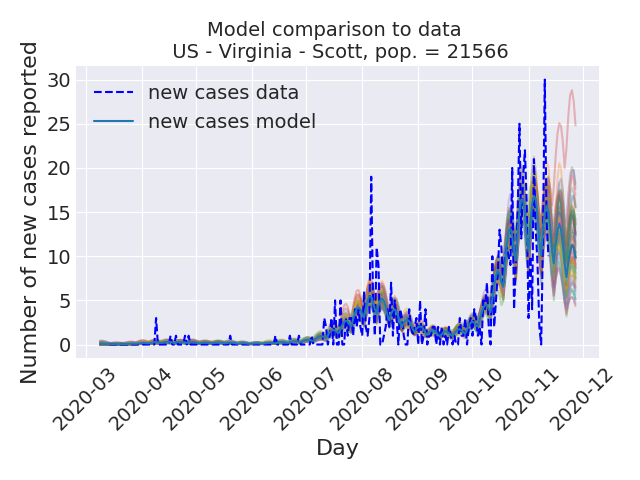 Model comparison to data
US - Virginia - Scott, pop. = 21566
Number of new cases reported
30
25
20
15
10
5
0
new cases data
new cases model
2020-03
2020-04
2020-05
2020-06
2020-07
2020-08
2020-09
2020-10
2020-11
2020-12
Day